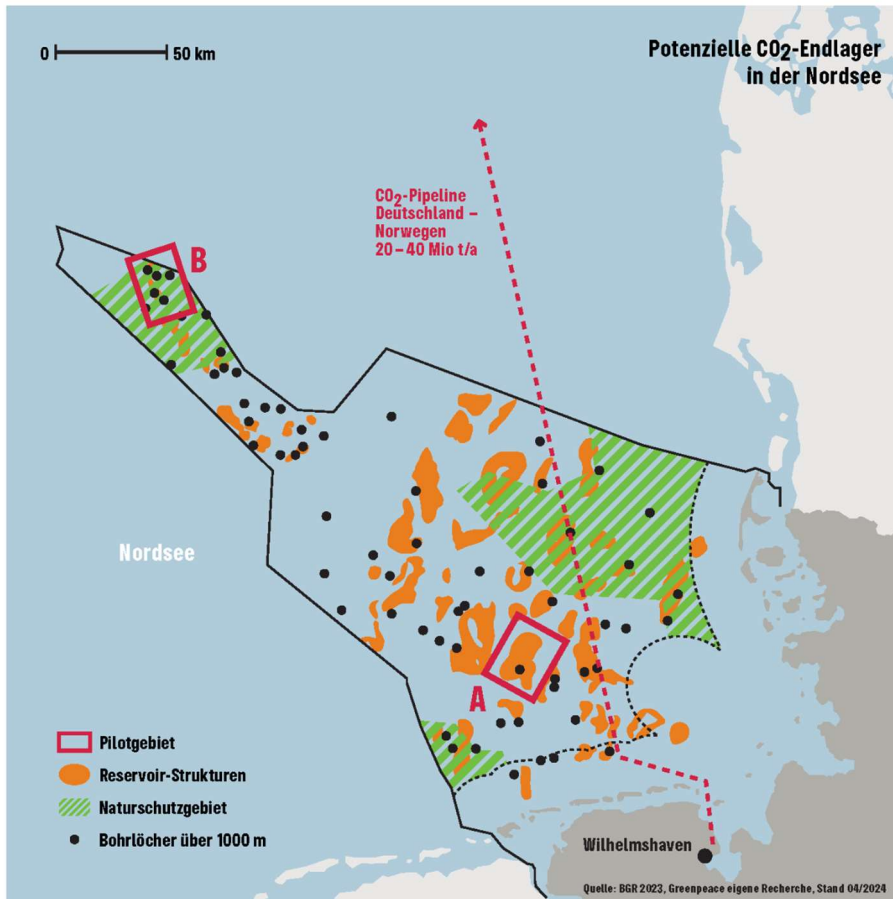 0 50 km
Potenzielle CO2-Endlager
in der Nordsee
CO2-Pipeline
Deutschland –
Norwegen
20 – 40 Mio t/a
B
Nordsee
A
Pilotgebiet
Reservoir-Strukturen
Naturschutzgebiet
Bohrlöcher über 1000 m
Wilhelmshaven
Quelle: BGR 2023, Greenpeace eigene Recherche, Stand 04/2024